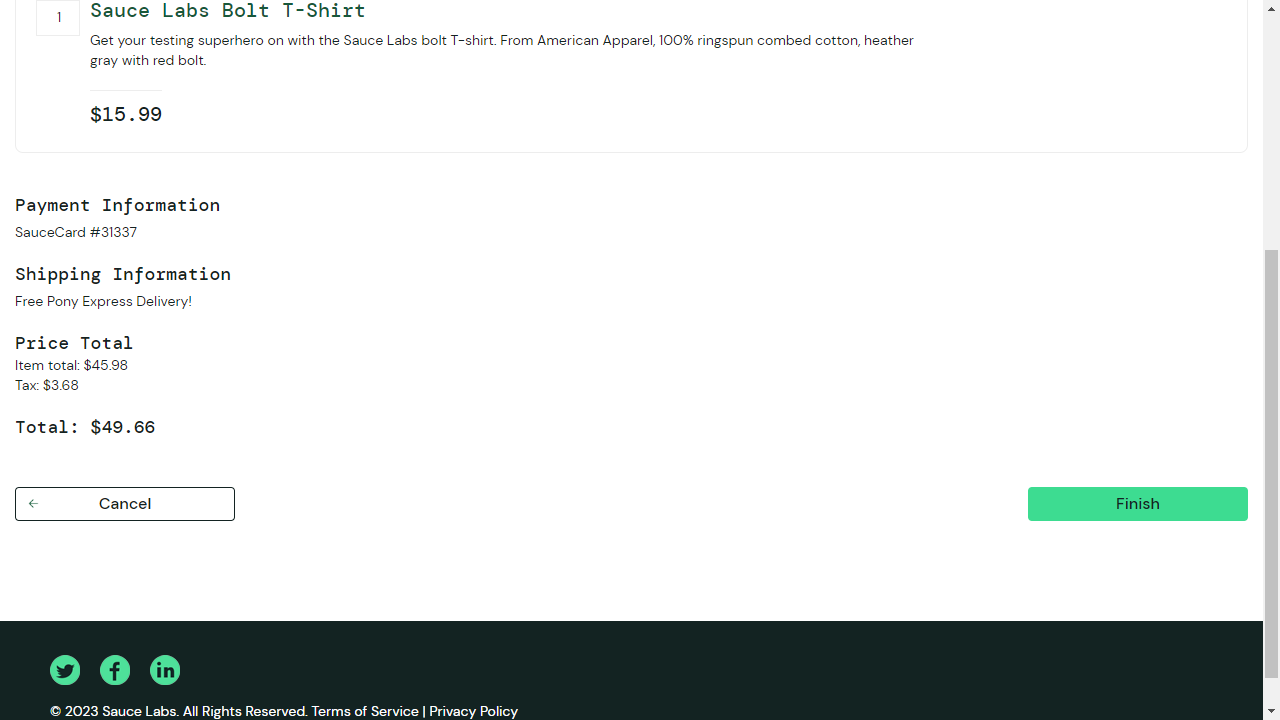 1
Sauce Labs Bolt T-Shirt
Get your testing superhero on with the Sauce Labs bolt T-shirt. From American Apparel, 100% ringspun combed cotton, heather
gray with red bolt.
$15.99
Payment Information
SauceCard #31337
Shipping Information
Free Pony Express Delivery!
Price Total
Item total: $45.98
Tax: $3.68
Total: $49.66
Cancel
Finish
© 2023 Sauce Labs. All Rights Reserved. Terms of Service | Privacy Policy